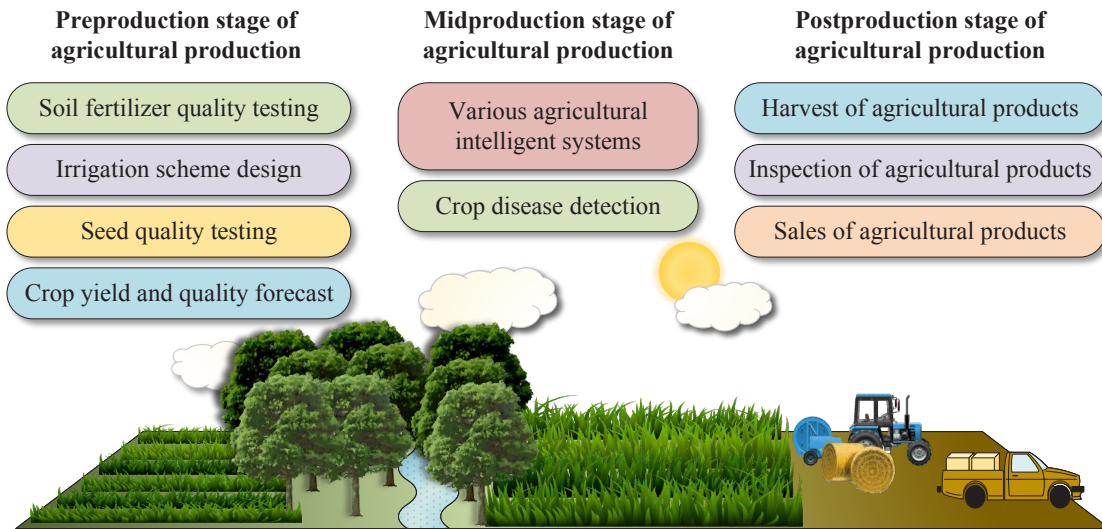 Preproduction stage of
agricultural production
Soil fertilizer quality testing
Irrigation scheme design
Seed quality testing
Crop yield and quality forecast
Midproduction stage of
agricultural production
Various agricultural
intelligent systems
Crop disease detection
Postproduction stage of
agricultural production
Harvest of agricultural products
Inspection of agricultural products
Sales of agricultural products